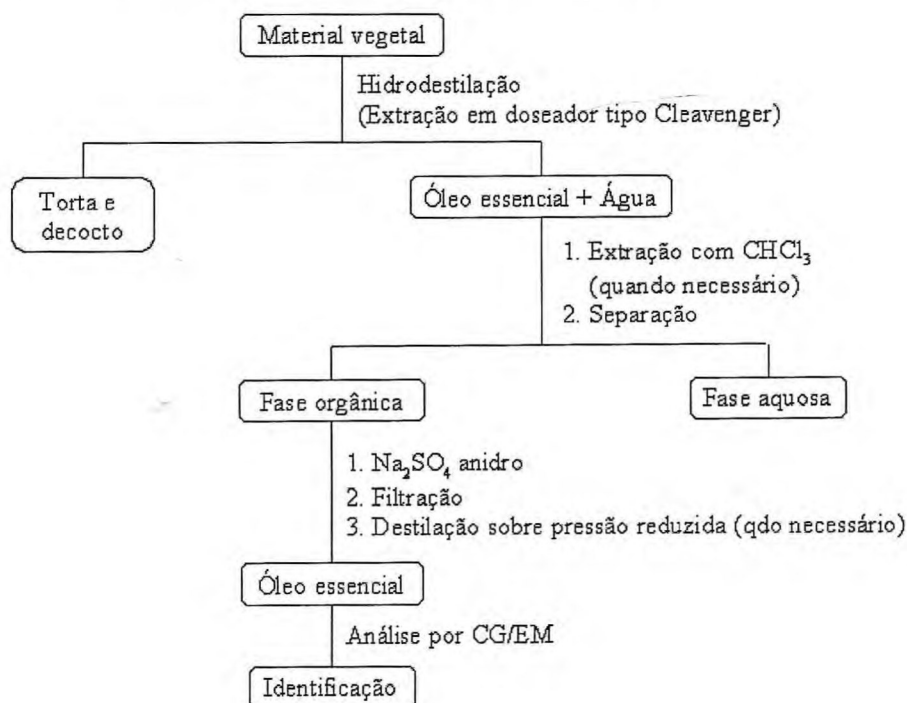 Material vegetal
Hidrodestilação
(Extração em doseador tipo Cleavenger)
Torta e
decocto
Óleo essencial + Água
1. Extração com CHCl₃
(quando necessário)
2. Separação
Fase orgânica
Fase aquosa
1. Na₂SO₄ anidro
2. Filtração
3. Destilação sobre pressão reduzida (qdo necessário)
Óleo essencial
Análise por CG/EM
Identificação